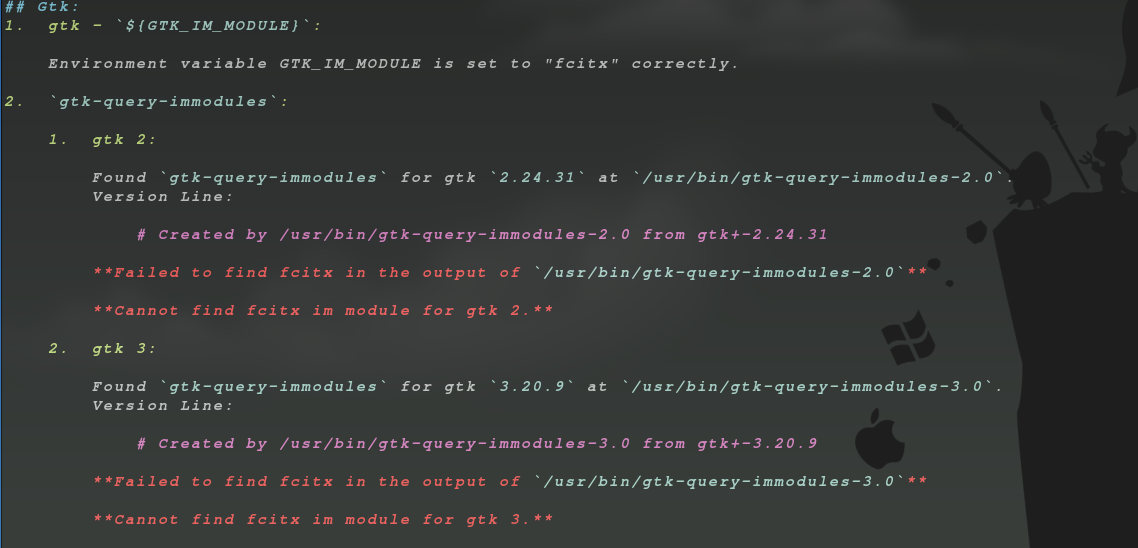 ## Gtk:
1.  gtk - `${GTK_IM_MODULE}`:
Environment variable GTK_IM_MODULE is set to "fcitx" correctly.
2.  `gtk-query-immodules`:
1.  gtk 2:
Found `gtk-query-immodules` for gtk `2.24.31` at `/usr/bin/gtk-query-immodules-2.0`.
Version Line:
# Created by /usr/bin/gtk-query-immodules-2.0 from gtk+-2.24.31
**Failed to find fcitx in the output of `/usr/bin/gtk-query-immodules-2.0`**
**Cannot find fcitx im module for gtk 2.**
2.  gtk 3:
Found `gtk-query-immodules` for gtk `3.20.9` at `/usr/bin/gtk-query-immodules-3.0`.
Version Line:
# Created by /usr/bin/gtk-query-immodules-3.0 from gtk+-3.20.9
**Failed to find fcitx in the output of `/usr/bin/gtk-query-immodules-3.0`**
**Cannot find fcitx im module for gtk 3.**